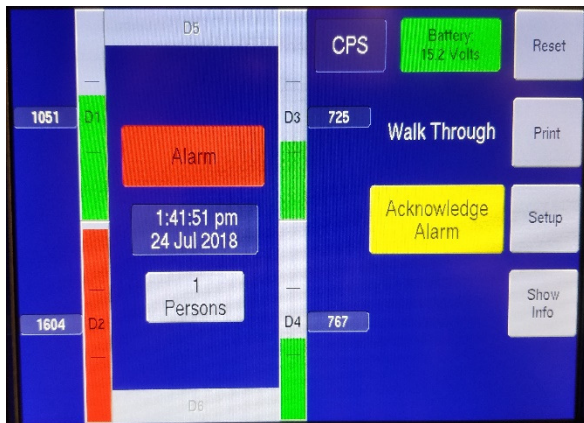 D5
CPS
Battery:
15.2 Volts
Reset
1051
D1
D3
725
Walk Through
Print
Alarm
Acknowledge
Alarm
Setup
1:41:51 pm
24 Jul 2018
1
Persons
Show
Info
1604
D2
D4
767
D6